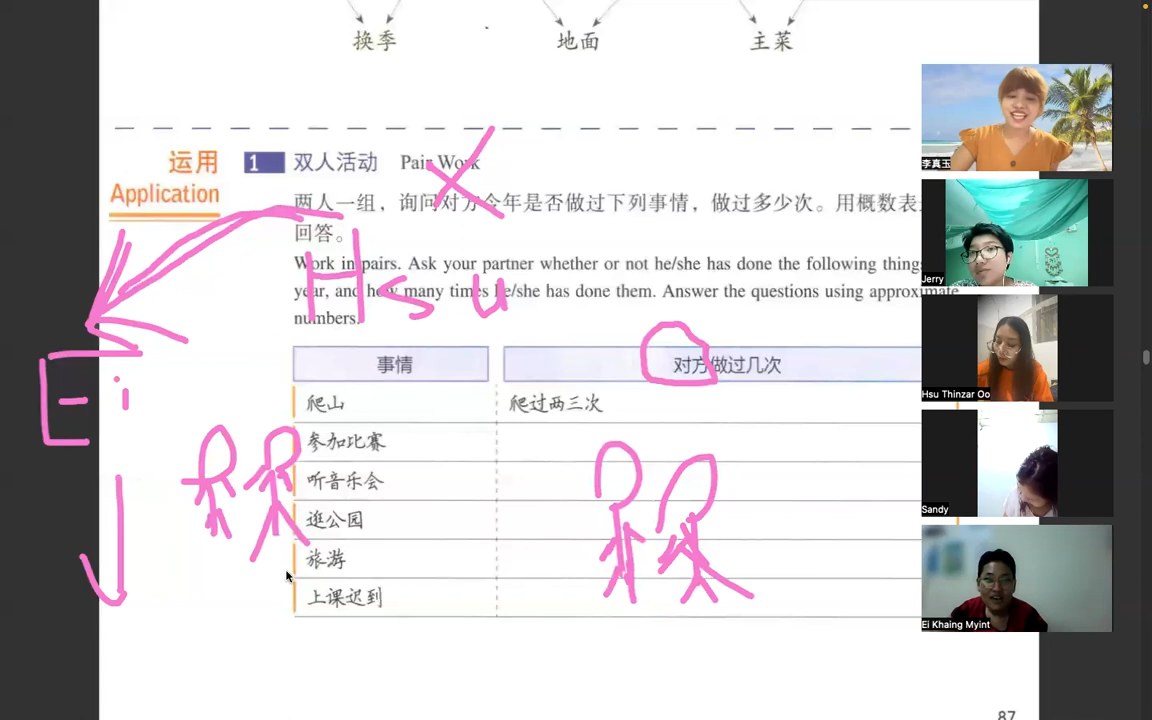 换季
地面
主菜
运用
Application
1 双人活动 Pair Work
两人一组，询问对方今年是否做过下列事情，做过多少次。用概数表
回答。
Work in pairs. Ask your partner whether or not he/she has done the following things
year, and how many times he/she has done them. Answer the questions using approximate
numbers.
Hsu
Ei
J
事情 对方做过几次
爬山 爬过两三次
参加比赛
听音乐会
逛公园
旅游
上课迟到
87
李真玉
Jerry
Hsu Thinzar Oo
Sandy
Ei Khaing Myint